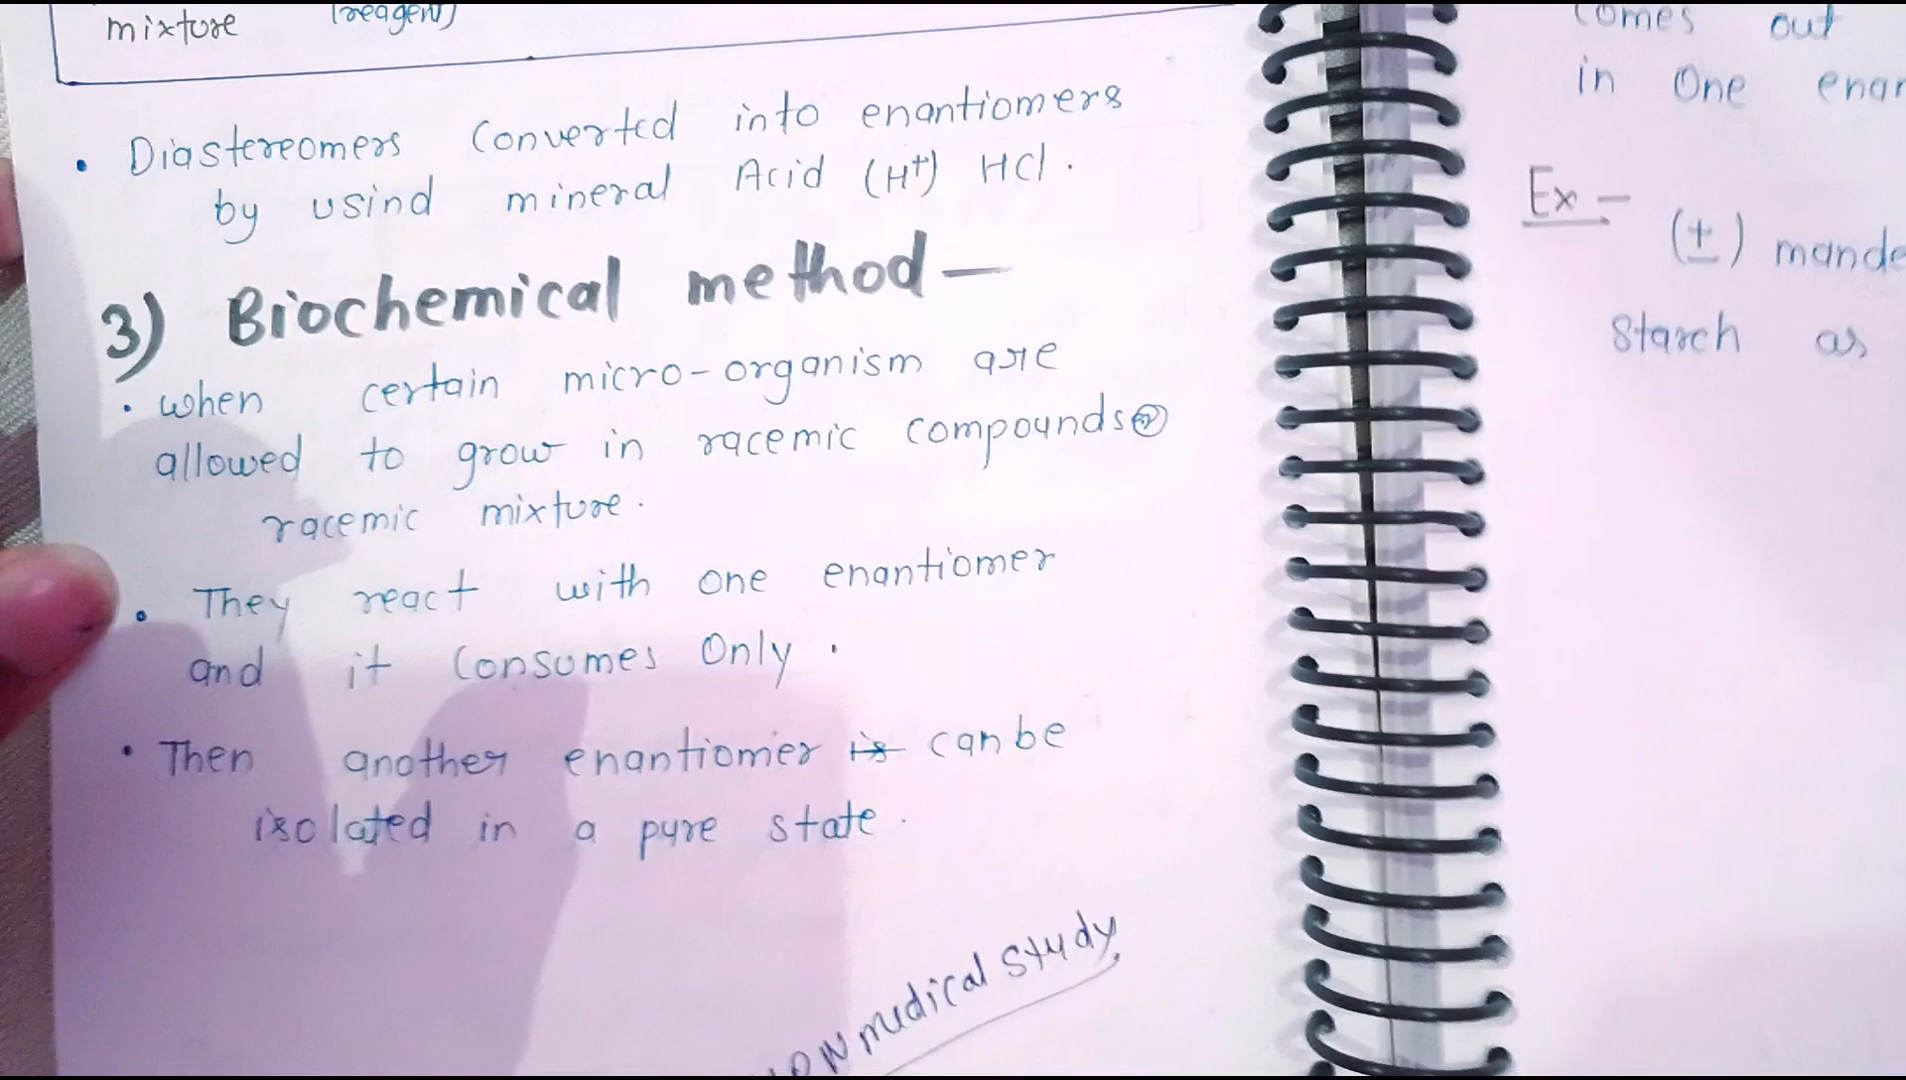 mixture (reagent)
• Diastereomers Converted into enantiomers
by usind mineral Acid (H⁺) HCl.
3) Biochemical method —
• when certain micro-organism are
allowed to grow in racemic compounds
racemic mixture.
• They react with one enantiomer
and it Consumes Only.
• Then another enantiomer is can be
isolated in a pure state.
medical study
Comes out
in One
Ex —
(±)
starch as